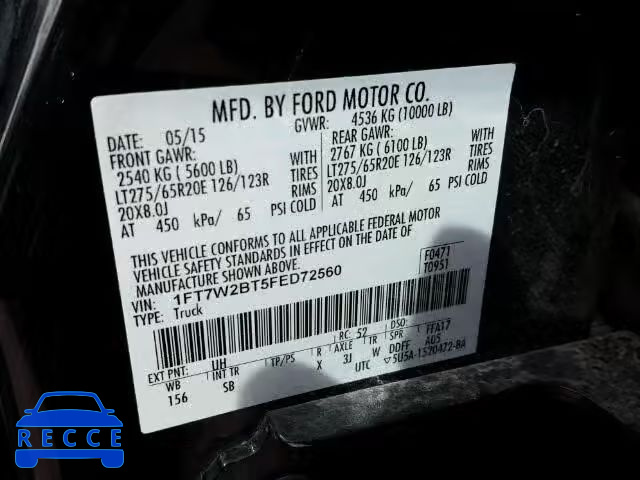 MFD. BY FORD MOTOR CO.
DATE: 05/15 GVWR: 4536 KG (10000 LB)
FRONT GAWR: REAR GAWR:
2540 KG ( 5600 LB) WITH 2767 KG ( 6100 LB) WITH
LT275/65R20E 126/123R TIRES LT275/65R20E 126/123R TIRES
20X8.0J RIMS 20X8.0J RIMS
AT 450 kPa/ 65 PSI COLD AT 450 kPa/ 65 PSI COLD
THIS VEHICLE CONFORMS TO ALL APPLICABLE FEDERAL MOTOR
VEHICLE SAFETY STANDARDS IN EFFECT ON THE DATE OF
MANUFACTURE SHOWN ABOVE.
F0471
T0951
VIN: 1FT7W2BT5FED72560
TYPE: Truck
EXT PNT: UH RC: 52 DSO:
WB INT TR TP/PS R AXLE TR SPR FFA17
156 SB X 3J W DDFF A05
UTC ▽5U5A-1520472-BA
RECCE